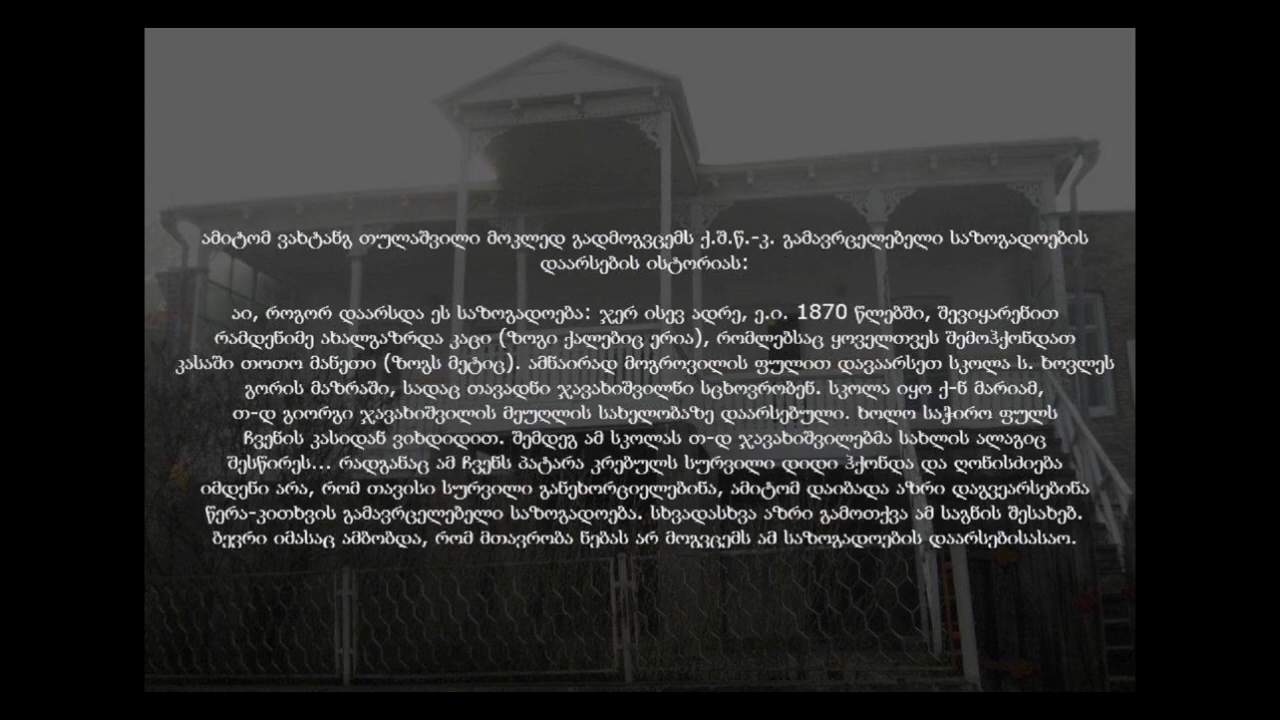 ამიტომ ვახტანგ თულაშვილი მოკლედ გადმოგვცემს ქ.შ.წ.-კ. გამავრცელებელი საზოგადოების
დაარსების ისტორიას:
აი, როგორ დაარსდა ეს საზოგადოება: ჯერ ისევ ადრე, ე.ი. 1870 წლებში, შევიყარენით
რამდენიმე ახალგაზრდა კაცი (ზოგი ქალებიც ერია), რომლებსაც ყოველთვეს შემოჰქონდათ
კასაში თოთო მანეთი (ზოგს მეტიც). ამნაირად მოგროვილის ფულით დავაარსეთ სკოლა ს. ხოვლეს
გორის მაზრაში, სადაც თავადნი ჯავახიშვილნი სცხოვრობენ. სკოლა იყო ქ-ნ მარიამ,
თ-დ გიორგი ჯავახიშვილის მეუღლის სახელობაზე დაარსებული. ხოლო საჭირო ფულს
ჩვენის კასიდან ვიხდიდით. შემდეგ ამ სკოლას თ-დ ჯავახიშვილებმა სახლის ალაგიც
შესწირეს... რადგანაც ამ ჩვენს პატარა კრებულს სურვილი დიდი ჰქონდა და ღონისძიება
იმდენი არა, რომ თავისი სურვილი განეხორციელებინა, ამიტომ დაიბადა აზრი დაგვეარსებინა
წერა-კითხვის გამავრცელებელი საზოგადოება. სხვადასხვა აზრი გამოითქვა ამ საგნის შესახებ.
ბევრი იმასაც ამბობდა, რომ მთავრობა ნებას არ მოგვცემს ამ საზოგადოების დაარსებისასაო.